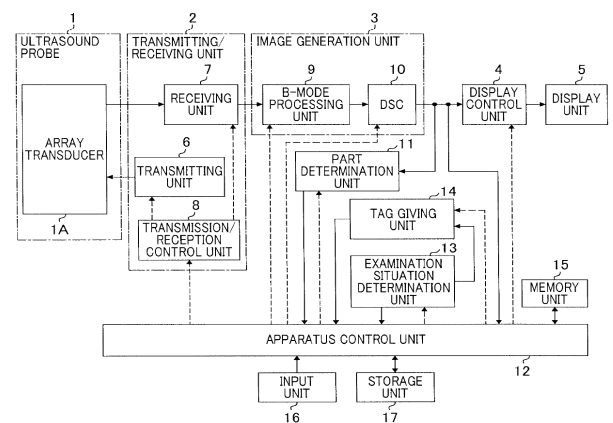 1
2
3
ULTRASOUND
PROBE
TRANSMITTING/
RECEIVING UNIT
IMAGE GENERATION UNIT
7
9
10
4
5
RECEIVING
UNIT
B-MODE
PROCESSING
UNIT
DSC
DISPLAY
CONTROL
UNIT
DISPLAY
UNIT
ARRAY
TRANSDUCER
6
11
TRANSMITTING
UNIT
PART
DETERMINATION
UNIT
14
8
TAG GIVING
UNIT
1A
TRANSMISSION/
RECEPTION
CONTROL UNIT
13
EXAMINATION
SITUATION
DETERMINATION
UNIT
15
MEMORY
UNIT
APPARATUS CONTROL UNIT
12
INPUT
UNIT
STORAGE
UNIT
16
17